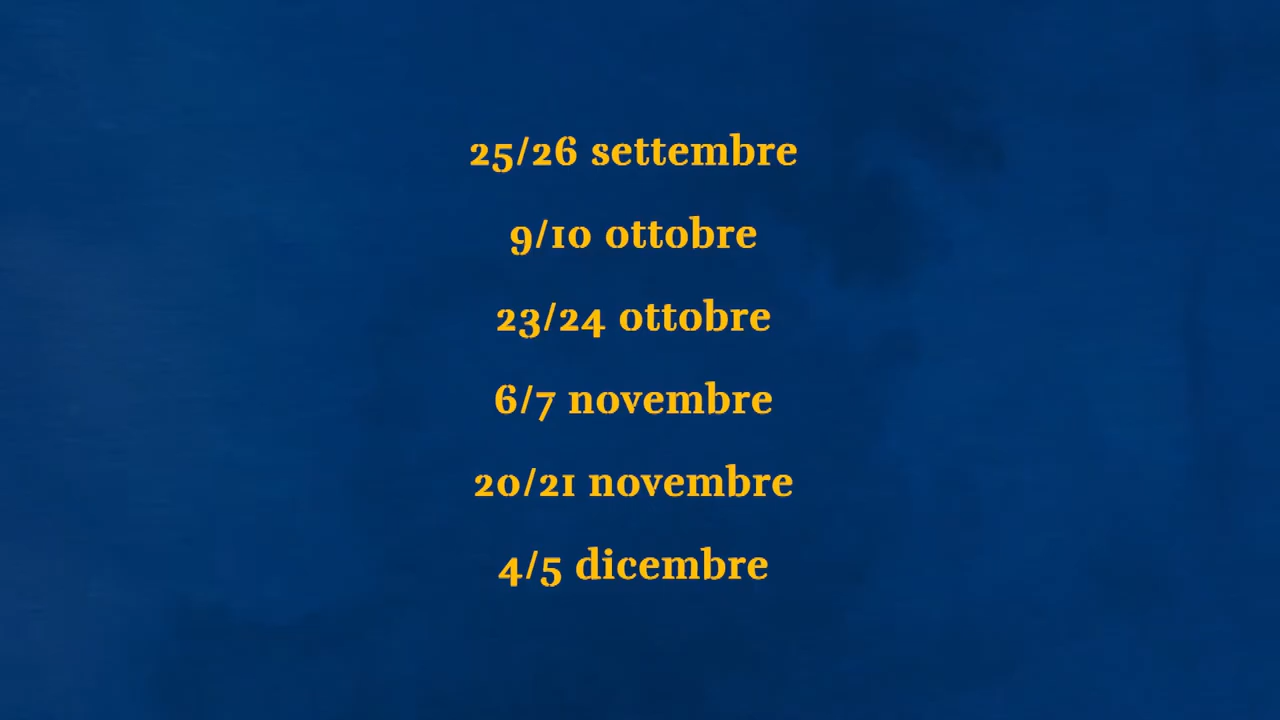 25/26 settembre
9/10 ottobre
23/24 ottobre
6/7 novembre
20/21 novembre
4/5 dicembre